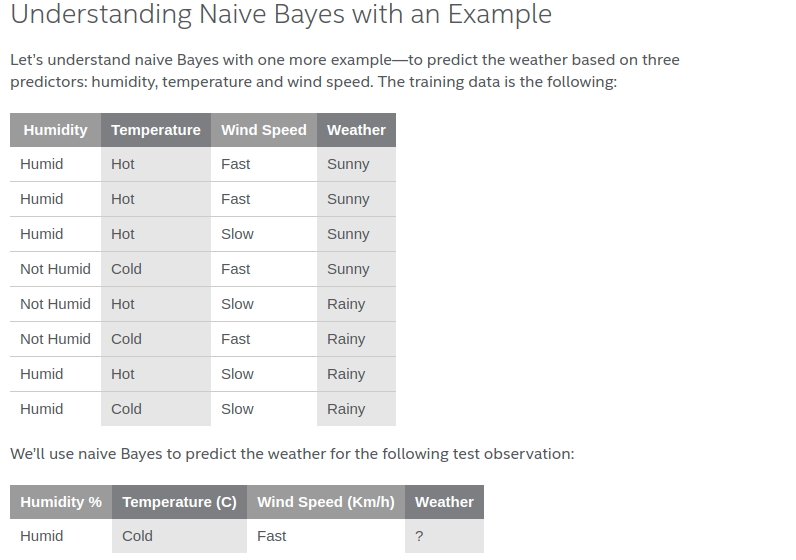 Understanding Naive Bayes with an Example
Let's understand naive Bayes with one more example—to predict the weather based on three
predictors: humidity, temperature and wind speed. The training data is the following:
Humidity Temperature Wind Speed Weather
Humid Hot Fast Sunny
Humid Hot Fast Sunny
Humid Hot Slow Sunny
Not Humid Cold Fast Sunny
Not Humid Hot Slow Rainy
Not Humid Cold Fast Rainy
Humid Hot Slow Rainy
Humid Cold Slow Rainy
We'll use naive Bayes to predict the weather for the following test observation:
Humidity % Temperature (C) Wind Speed (Km/h) Weather
Humid Cold Fast ?